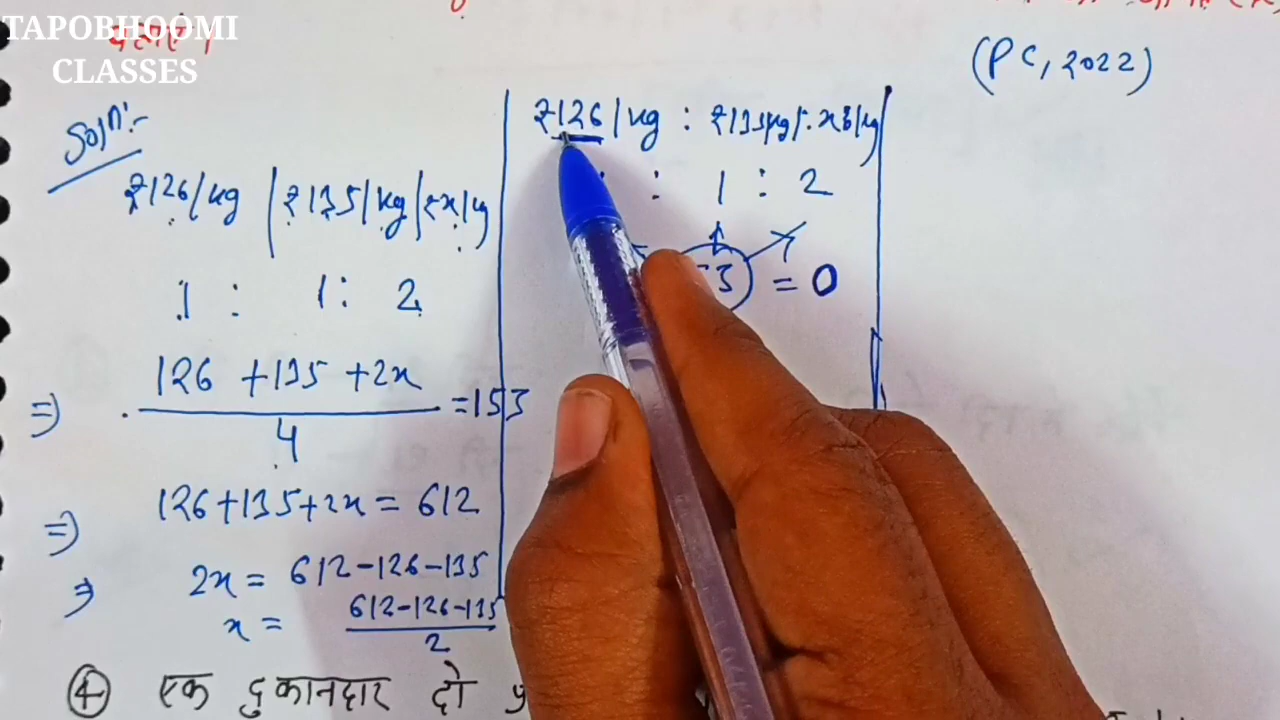 TAPOBHOOMI
CLASSES
(PC, 2022)
Solⁿ:-
₹126/kg | ₹135/kg | ₹x/kg
1 : 1 : 2
⇒ 126 + 135 + 2x / 4 = 153
⇒ 126 + 135 + 2x = 612
⇒ 2x = 612 - 126 - 135
x = 612 - 126 - 135 / 2
₹126/kg : ₹135/kg : x₹/kg
: 1 : 2
53 = 0
④ एक दुकानदार दो